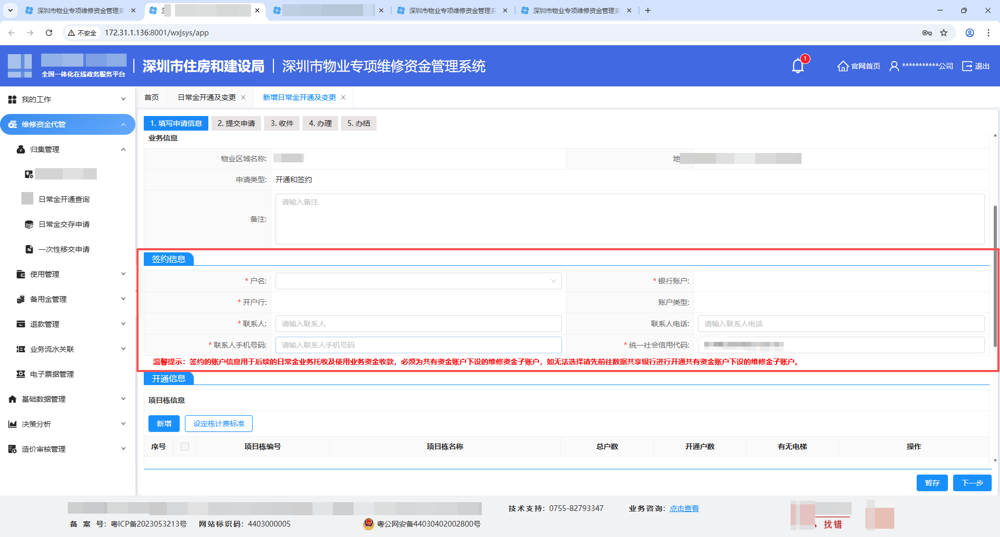 深圳市物业专项维修资金管理系
深圳市物业专项维修资金管理系
深圳市物业专项维修资金管理系
不安全
172.31.1.136:8001/wxjsys/app
全国一体化在线政务服务平台
深圳市住房和建设局
深圳市物业专项维修资金管理系统
1
官网首页
***********公司
退出
我的工作
维修资金代管
归集管理
日常金开通查询
日常金交存申请
一次性移交申请
使用管理
备用金管理
退款管理
业务流水关联
电子票据管理
基础数据管理
决策分析
造价审核管理
首页
日常金开通及变更
新增日常金开通及变更
1. 填写申请信息
2. 提交申请
3. 收件
4. 办理
5. 办结
业务信息
物业区域名称:
地
申请类型:
开通和签约
备注:
请输入备注
签约信息
* 户名:
* 银行账户:
* 开户行:
账户类型:
* 联系人:
请输入联系人
联系人电话:
请输入联系人电话
* 联系人手机号码:
请输入联系人手机号码
* 统一社会信用代码:
温馨提示：签约的账户信息用于后续的日常金业务托收及使用业务资金收款，必须为共有资金账户下设的维修资金子账户，如无法选择请先前往数据共享银行进行开通共有资金账户下设的维修金子账户。
开通信息
项目栋信息
新增
设定栋计费标准
序号
项目栋编号
项目栋名称
总户数
开通户数
有无电梯
操作
暂存
下一步
技术支持：0755-82793347
业务咨询：点击查看
备案号：粤ICP备2023053213号
网站标识码：4403000005
粤公网安备44030402002800号
找错